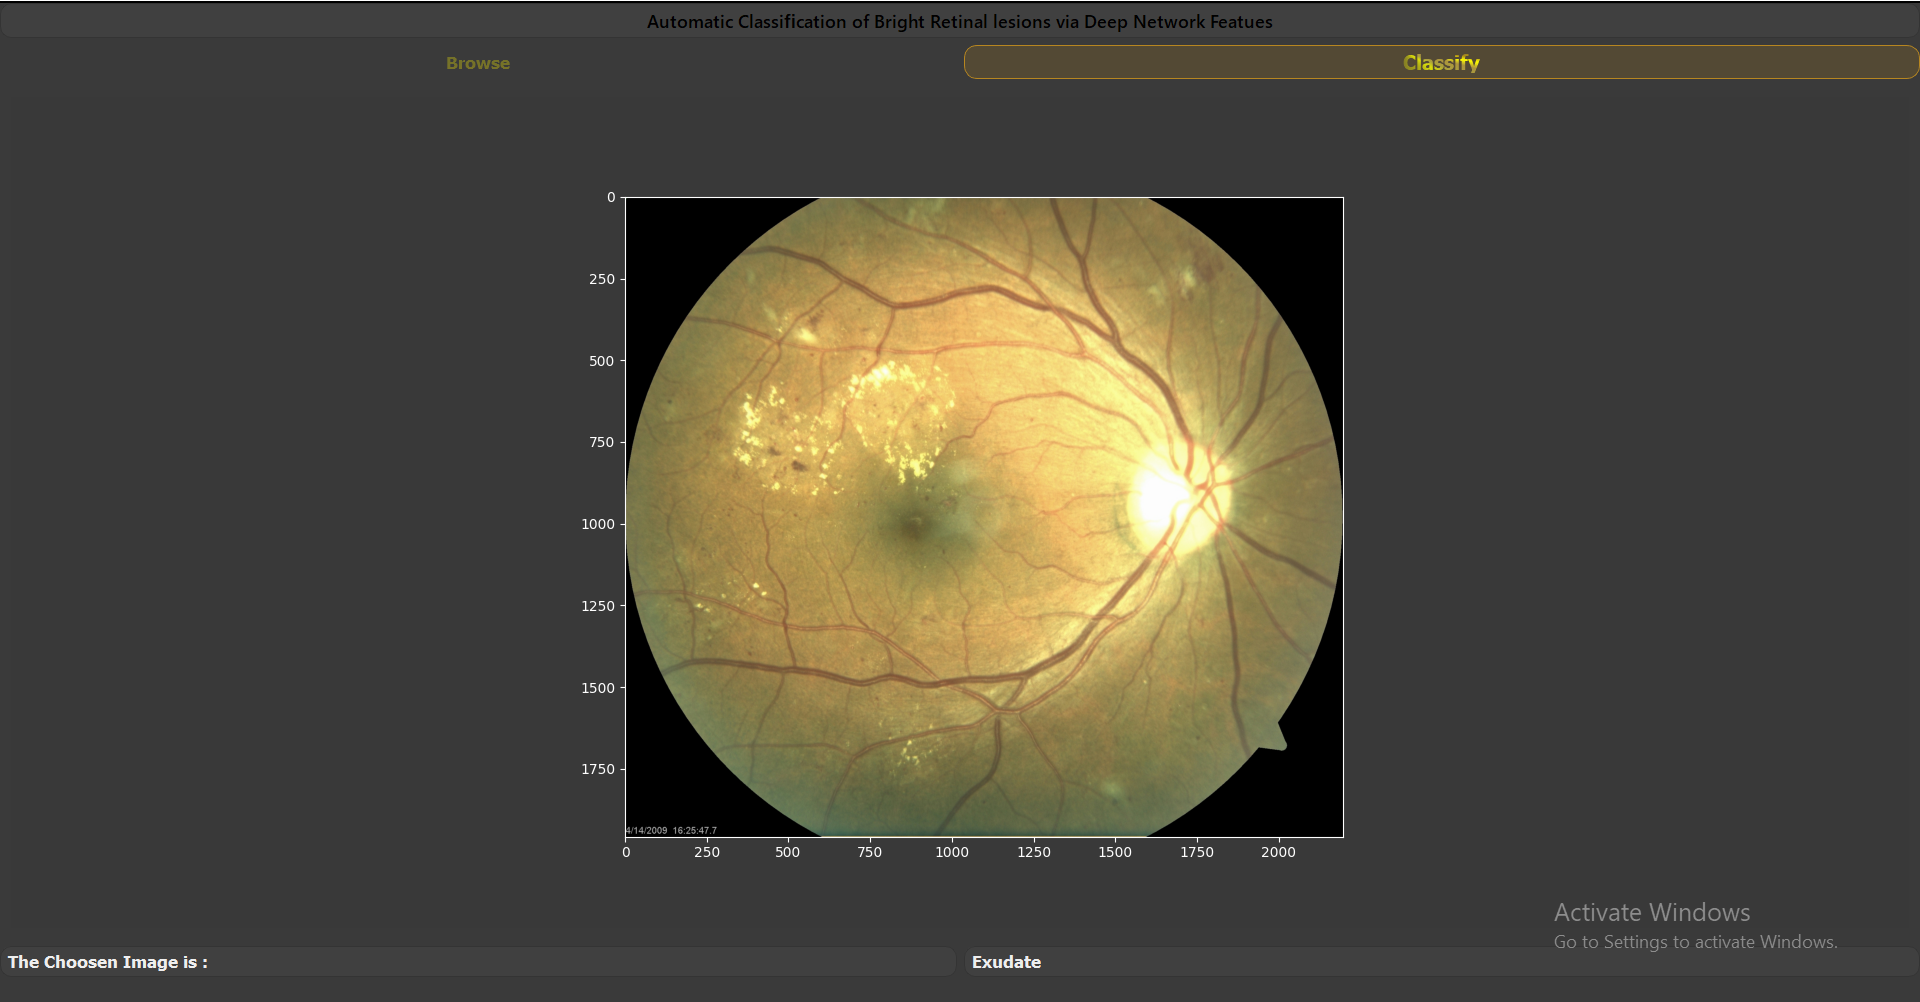 Automatic Classification of Bright Retinal lesions via Deep Network Featues
Browse
Classify
0
250
500
750
1000
1250
1500
1750
4/14/2009 16:25:47.7
0 250 500 750 1000 1250 1500 1750 2000
Activate Windows
Go to Settings to activate Windows.
The Choosen Image is :
Exudate